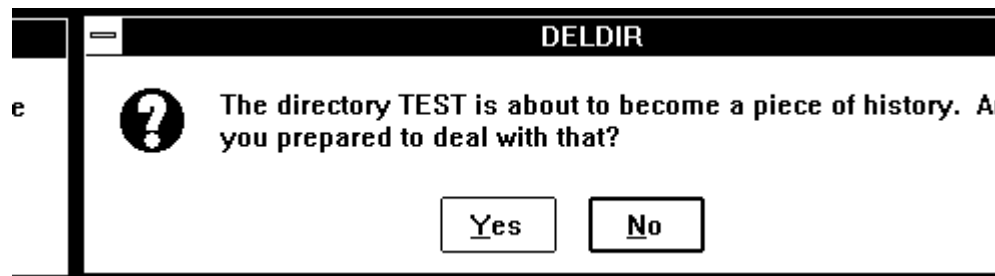 DELDIR
e
The directory TEST is about to become a piece of history. A
you prepared to deal with that?
Yes No